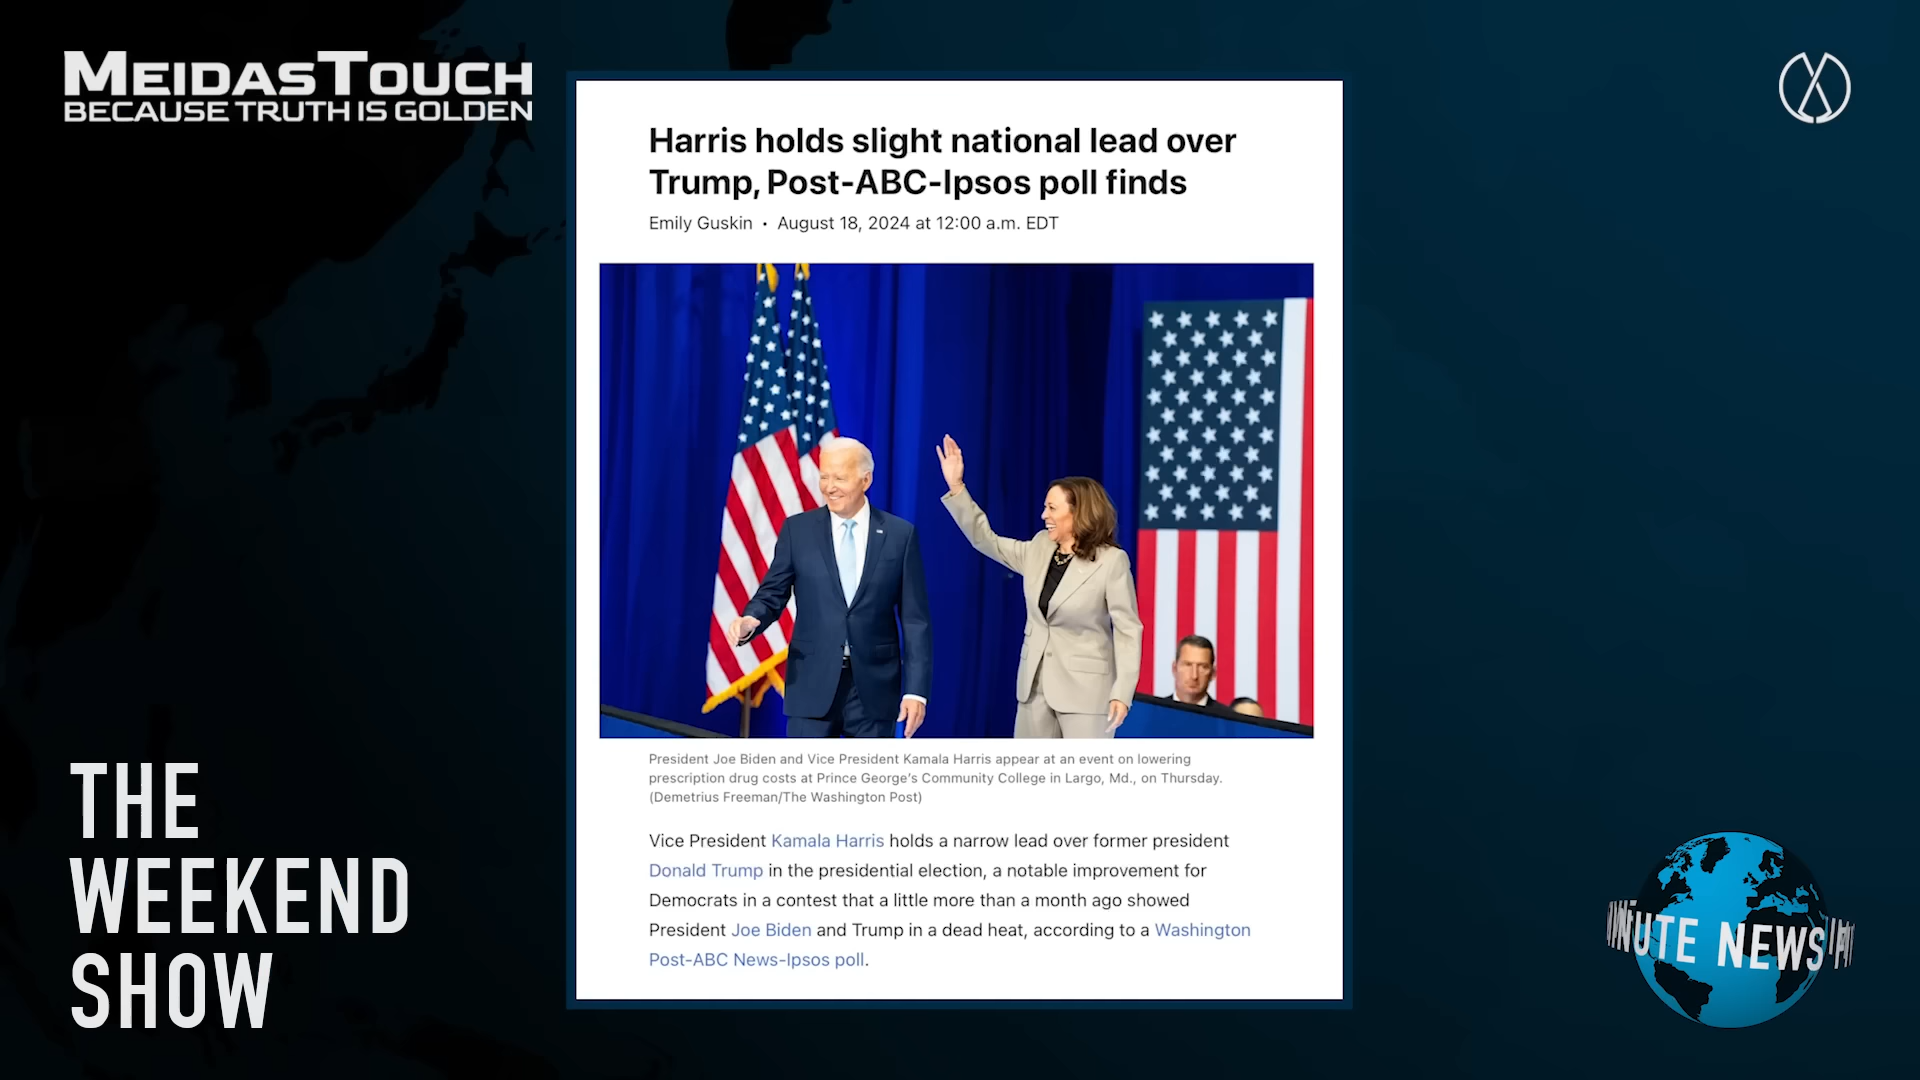 MEIDASTOUCH
BECAUSE TRUTH IS GOLDEN
Harris holds slight national lead over
Trump, Post-ABC-Ipsos poll finds
Emily Guskin • August 18, 2024 at 12:00 a.m. EDT
President Joe Biden and Vice President Kamala Harris appear at an event on lowering
prescription drug costs at Prince George's Community College in Largo, Md., on Thursday.
(Demetrius Freeman/The Washington Post)
Vice President Kamala Harris holds a narrow lead over former president
Donald Trump in the presidential election, a notable improvement for
Democrats in a contest that a little more than a month ago showed
President Joe Biden and Trump in a dead heat, according to a Washington
Post-ABC News-Ipsos poll.
THE
WEEKEND
SHOW
NEWS